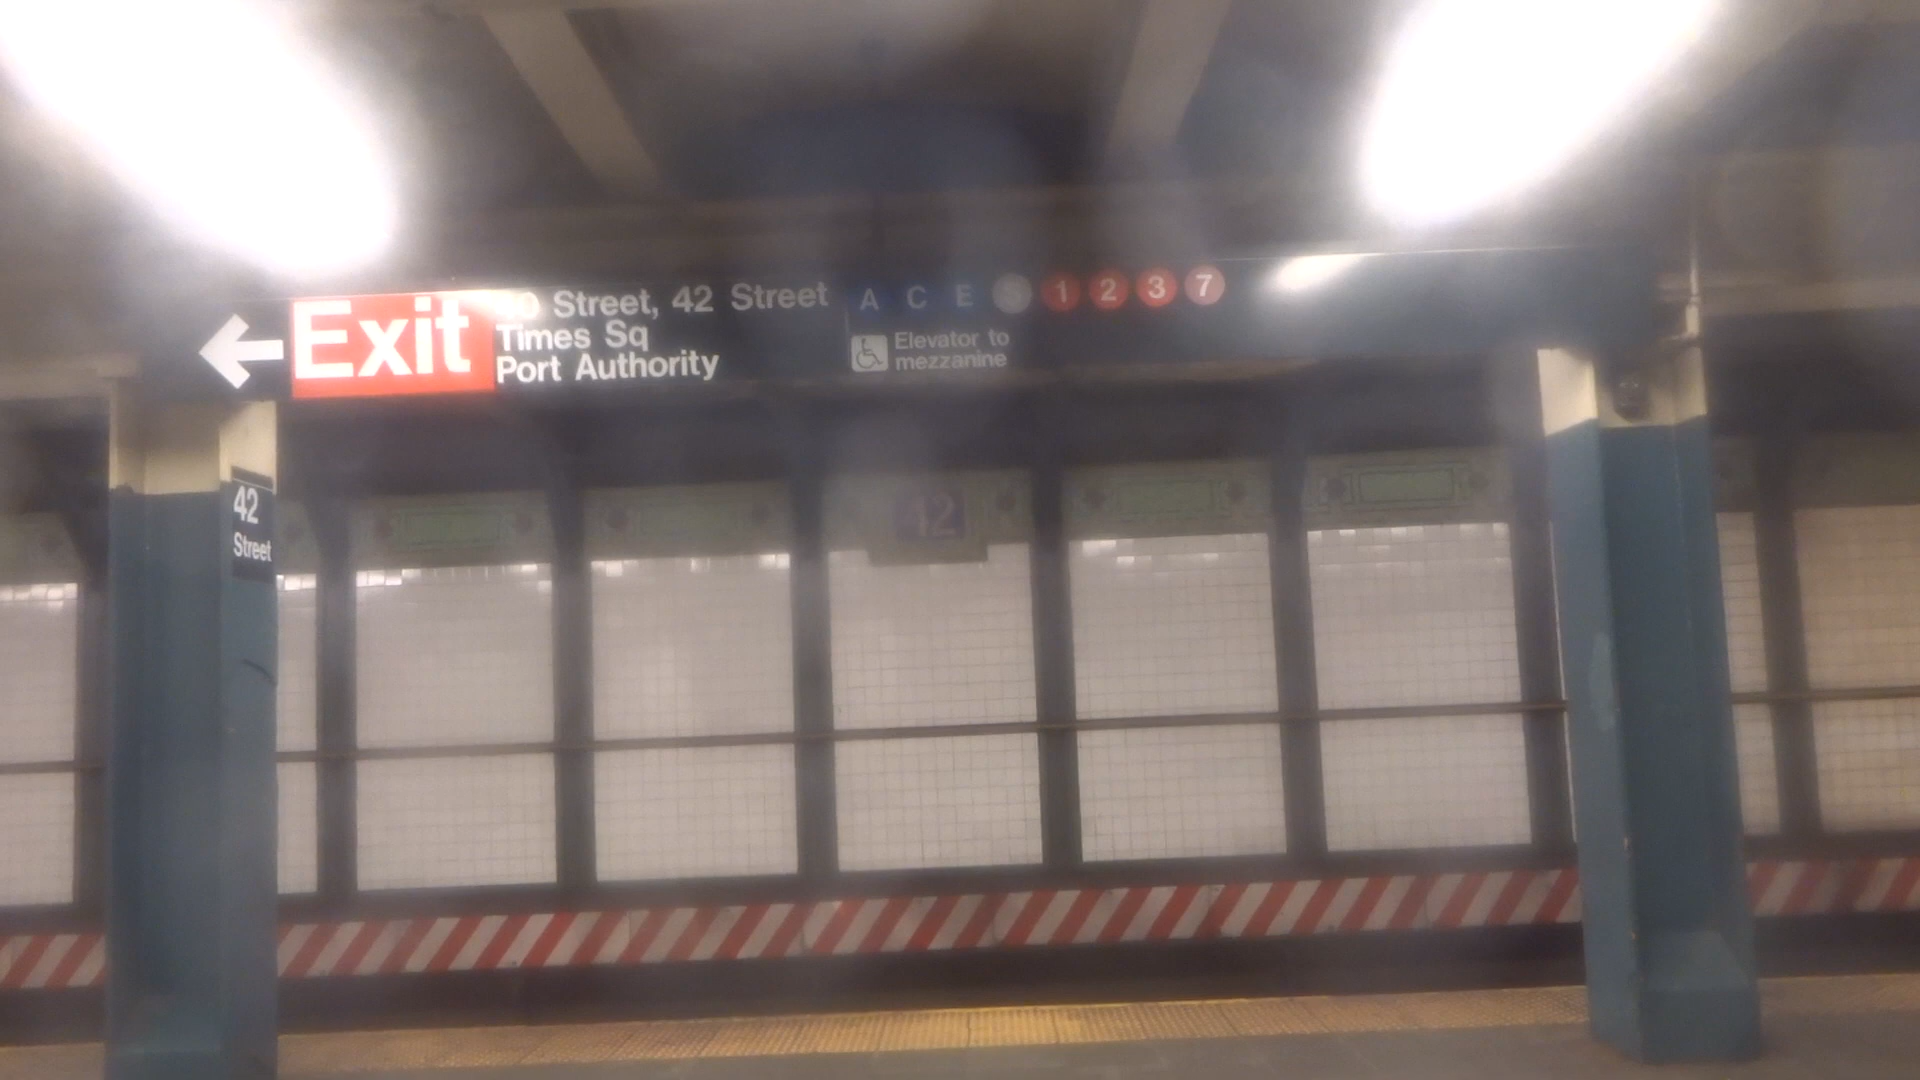 Exit
Street, 42 Street
Times Sq
Port Authority
A C E S 1 2 3 7
Elevator to
mezzanine
42
Street
42